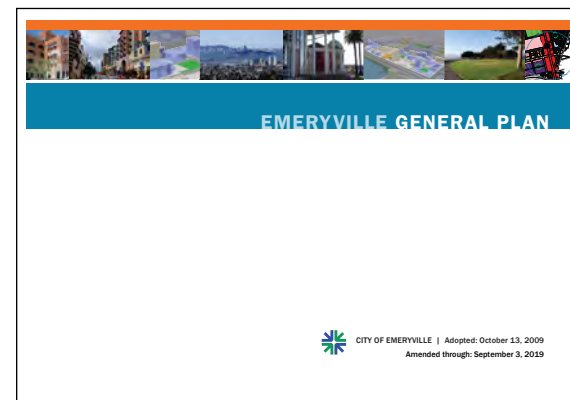 EMERYVILLE GENERAL PLAN
CITY OF EMERYVILLE | Adopted: October 13, 2009
Amended through: September 3, 2019